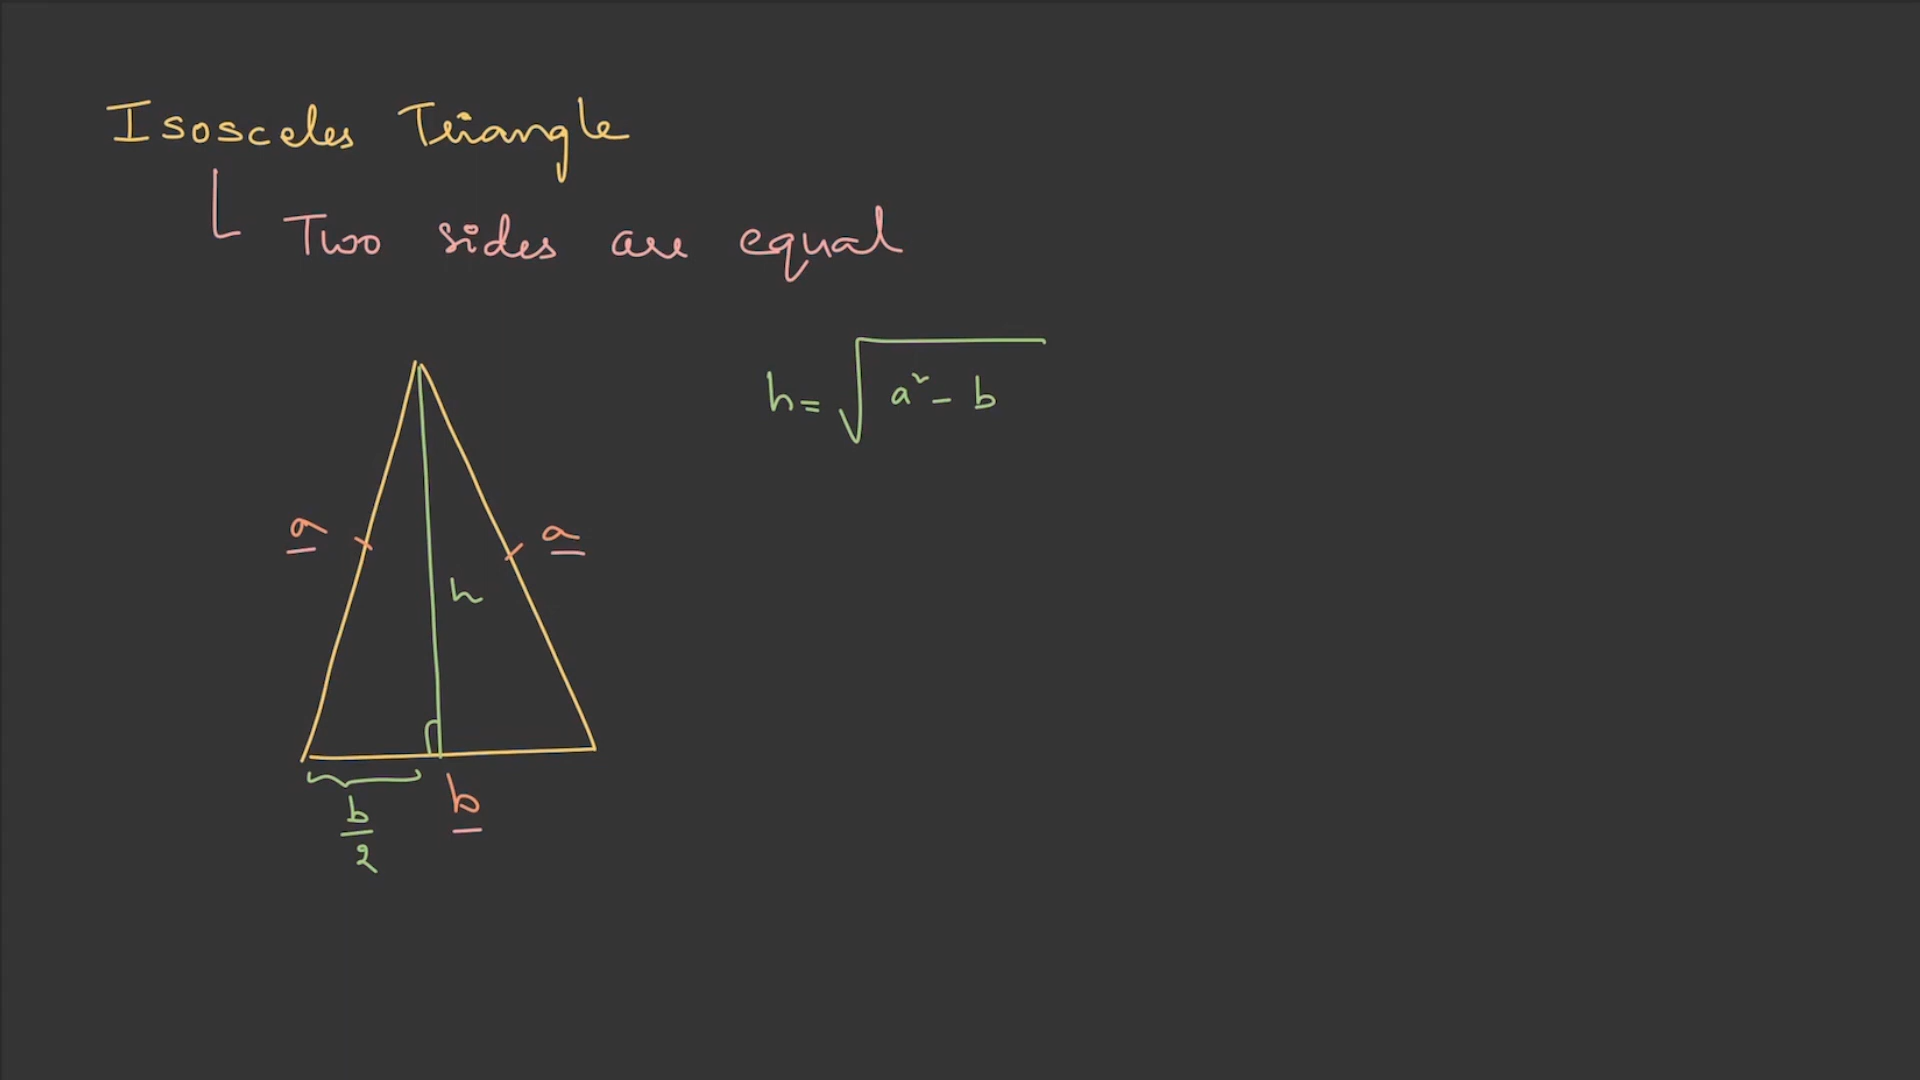 Isosceles Triangle
Two sides are equal
h = √(a² - b
a
a
h
b/2
b